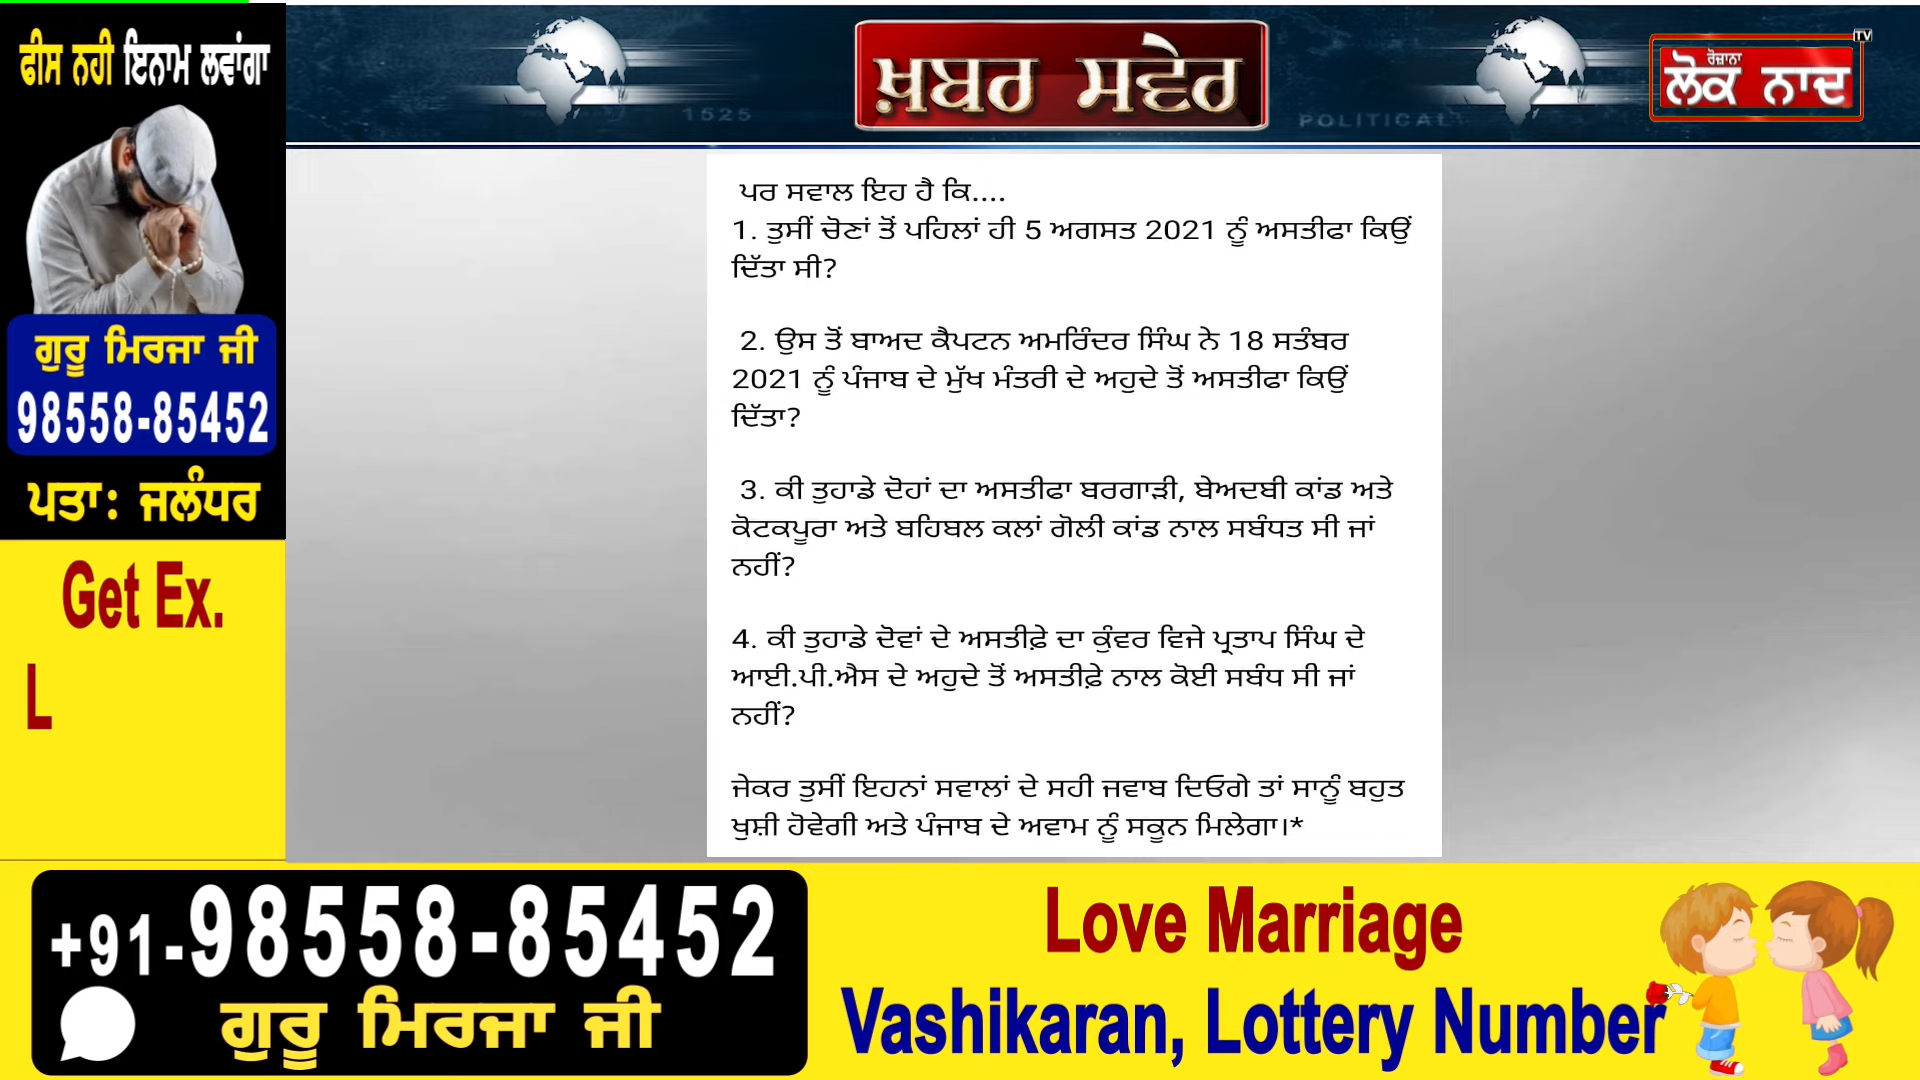 ਫੀਸ ਨਹੀ ਇਨਾਮ ਲਵਾਂਗਾ
ਗੁਰੂ ਮਿਰਜਾ ਜੀ
98558-85452
ਪਤਾ: ਜਲੰਧਰ
Get Ex.
L
1525
ਖ਼ਬਰ ਸਵੇਰ
POLITICAL
TV
ਰੋਜ਼ਾਨਾ
ਲੋਕ ਨਾਦ
ਪਰ ਸਵਾਲ ਇਹ ਹੈ ਕਿ....
1. ਤੁਸੀਂ ਚੋਣਾਂ ਤੋਂ ਪਹਿਲਾਂ ਹੀ 5 ਅਗਸਤ 2021 ਨੂੰ ਅਸਤੀਫਾ ਕਿਉਂ
ਦਿੱਤਾ ਸੀ?
2. ਉਸ ਤੋਂ ਬਾਅਦ ਕੈਪਟਨ ਅਮਰਿੰਦਰ ਸਿੰਘ ਨੇ 18 ਸਤੰਬਰ
2021 ਨੂੰ ਪੰਜਾਬ ਦੇ ਮੁੱਖ ਮੰਤਰੀ ਦੇ ਅਹੁਦੇ ਤੋਂ ਅਸਤੀਫਾ ਕਿਉਂ
ਦਿੱਤਾ?
3. ਕੀ ਤੁਹਾਡੇ ਦੋਹਾਂ ਦਾ ਅਸਤੀਫਾ ਬਰਗਾੜੀ, ਬੇਅਦਬੀ ਕਾਂਡ ਅਤੇ
ਕੋਟਕਪੂਰਾ ਅਤੇ ਬਹਿਬਲ ਕਲਾਂ ਗੋਲੀ ਕਾਂਡ ਨਾਲ ਸਬੰਧਤ ਸੀ ਜਾਂ
ਨਹੀਂ?
4. ਕੀ ਤੁਹਾਡੇ ਦੋਵਾਂ ਦੇ ਅਸਤੀਫ਼ੇ ਦਾ ਕੁੰਵਰ ਵਿਜੇ ਪ੍ਰਤਾਪ ਸਿੰਘ ਦੇ
ਆਈ.ਪੀ.ਐਸ ਦੇ ਅਹੁਦੇ ਤੋਂ ਅਸਤੀਫ਼ੇ ਨਾਲ ਕੋਈ ਸਬੰਧ ਸੀ ਜਾਂ
ਨਹੀਂ?
ਜੇਕਰ ਤੁਸੀਂ ਇਹਨਾਂ ਸਵਾਲਾਂ ਦੇ ਸਹੀ ਜਵਾਬ ਦਿਓਗੇ ਤਾਂ ਸਾਨੂੰ ਬਹੁਤ
ਖੁਸ਼ੀ ਹੋਵੇਗੀ ਅਤੇ ਪੰਜਾਬ ਦੇ ਅਵਾਮ ਨੂੰ ਸਕੂਨ ਮਿਲੇਗਾ।*
+91-98558-85452
ਗੁਰੂ ਮਿਰਜਾ ਜੀ
Love Marriage
Vashikaran, Lottery Number